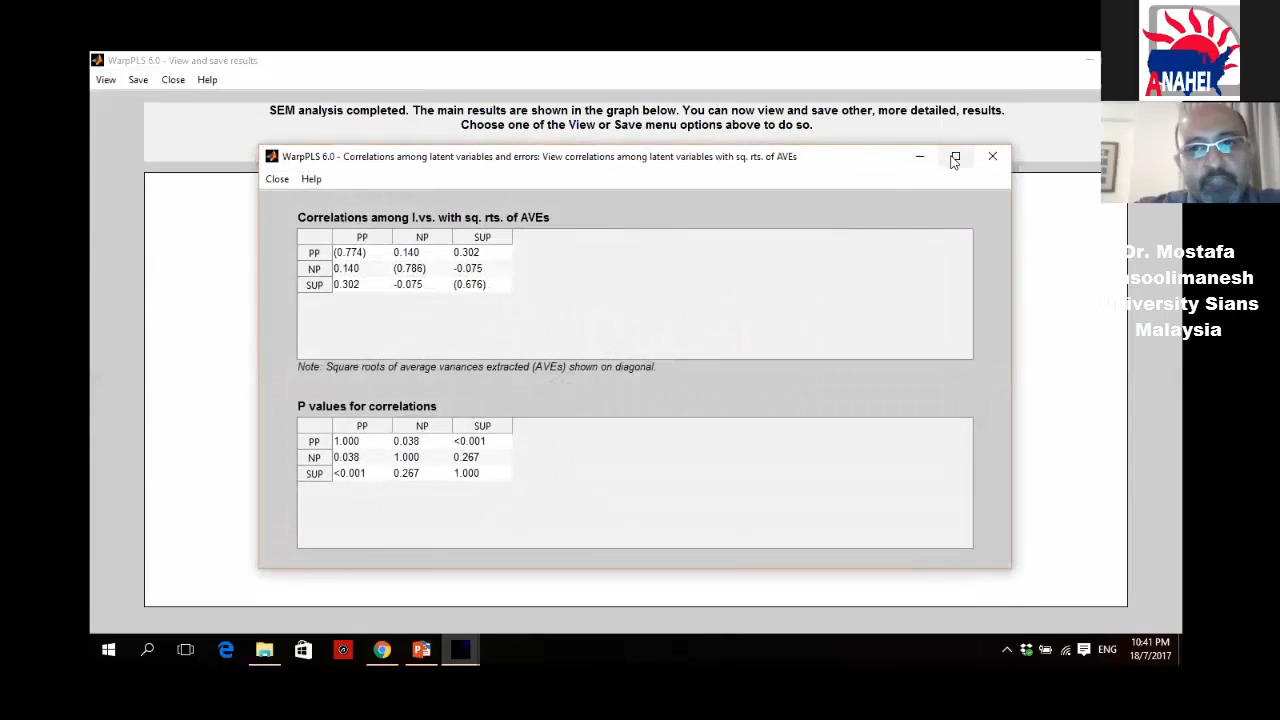 WarpPLS 6.0 - View and save results
View Save Close Help
SEM analysis completed. The main results are shown in the graph below. You can now view and save other, more detailed, results.
Choose one of the View or Save menu options above to do so.
WarpPLS 6.0 - Correlations among latent variables and errors: View correlations among latent variables with sq. rts. of AVEs
Close Help
Correlations among l.vs. with sq. rts. of AVEs
PP NP SUP
PP (0.774) 0.140 0.302
NP 0.140 (0.786) -0.075
SUP 0.302 -0.075 (0.676)
Note: Square roots of average variances extracted (AVEs) shown on diagonal.
P values for correlations
PP NP SUP
PP 1.000 0.038 <0.001
NP 0.038 1.000 0.267
SUP <0.001 0.267 1.000
ANAHEI
Dr. Mostafa
Sians
Malaysia
ENG
10:41 PM
18/7/2017